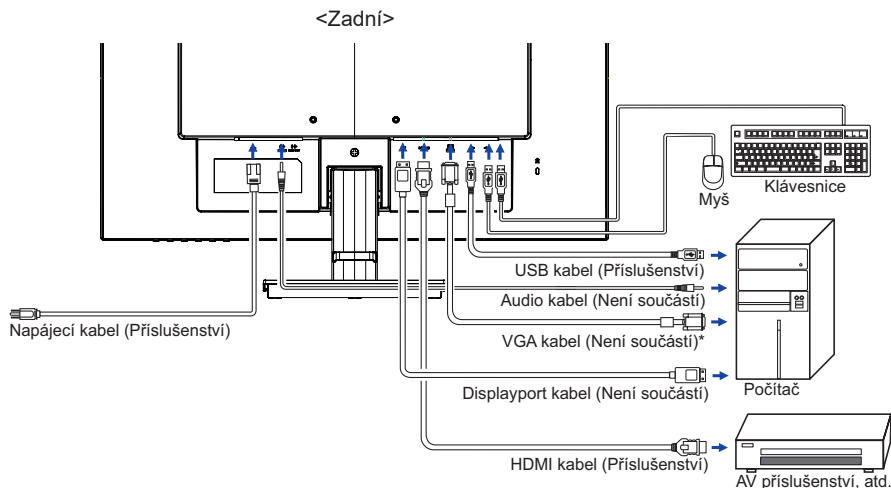 <Zadní>
Klávesnice
Myš
USB kabel (Příslušenství)
Audio kabel (Není součástí)
Napájecí kabel (Příslušenství)
VGA kabel (Není součástí)*
Displayport kabel (Není součástí)
Počítač
HDMI kabel (Příslušenství)
AV příslušenství, atd.